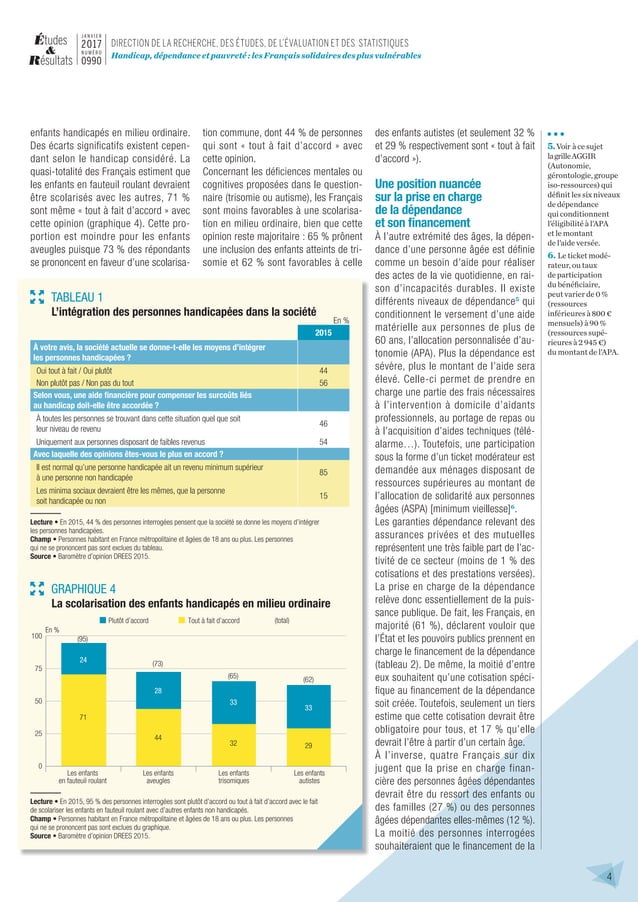 Études
&
Résultats
JANVIER
2017
NUMÉRO
0990
DIRECTION DE LA RECHERCHE, DES ÉTUDES, DE L'ÉVALUATION ET DES STATISTIQUES
Handicap, dépendance et pauvreté : les Français solidaires des plus vulnérables
enfants handicapés en milieu ordinaire.
Des écarts significatifs existent cepen-
dant selon le handicap considéré. La
quasi-totalité des Français estiment que
les enfants en fauteuil roulant devraient
être scolarisés avec les autres, 71 %
sont même « tout à fait d'accord » avec
cette opinion (graphique 4). Cette pro-
portion est moindre pour les enfants
aveugles puisque 73 % des répondants
se prononcent en faveur d'une scolarisa-
tion commune, dont 44 % de personnes
qui sont « tout à fait d'accord » avec
cette opinion.
Concernant les déficiences mentales ou
cognitives proposées dans le question-
naire (trisomie ou autisme), les Français
sont moins favorables à une scolarisa-
tion en milieu ordinaire, bien que cette
opinion reste majoritaire : 65 % prônent
une inclusion des enfants atteints de tri-
somie et 62 % sont favorables à celle
des enfants autistes (et seulement 32 %
et 29 % respectivement sont « tout à fait
d'accord »).
Une position nuancée
sur la prise en charge
de la dépendance
et son financement
À l'autre extrémité des âges, la dépen-
dance d'une personne âgée est définie
comme un besoin d'aide pour réaliser
des actes de la vie quotidienne, en rai-
son d'incapacités durables. Il existe
différents niveaux de dépendance⁵ qui
conditionnent le versement d'une aide
matérielle aux personnes de plus de
60 ans, l'allocation personnalisée d'au-
tonomie (APA). Plus la dépendance est
sévère, plus le montant de l'aide sera
élevé. Celle-ci permet de prendre en
charge une partie des frais nécessaires
à l'intervention à domicile d'aidants
professionnels, au portage de repas ou
à l'acquisition d'aides techniques (télé-
alarme…). Toutefois, une participation
sous la forme d'un ticket modérateur est
demandée aux ménages disposant de
ressources supérieures au montant de
l'allocation de solidarité aux personnes
âgées (ASPA) [minimum vieillesse]⁶.
Les garanties dépendance relevant des
assurances privées et des mutuelles
représentent une très faible part de l'ac-
tivité de ce secteur (moins de 1 % des
cotisations et des prestations versées).
La prise en charge de la dépendance
relève donc essentiellement de la puis-
sance publique. De fait, les Français, en
majorité (61 %), déclarent vouloir que
l'État et les pouvoirs publics prennent en
charge le financement de la dépendance
(tableau 2). De même, la moitié d'entre
eux souhaitent qu'une cotisation spéci-
fique au financement de la dépendance
soit créée. Toutefois, seulement un tiers
estime que cette cotisation devrait être
obligatoire pour tous, et 17 % qu'elle
devrait l'être à partir d'un certain âge.
À l'inverse, quatre Français sur dix
jugent que la prise en charge finan-
cière des personnes âgées dépendantes
devrait être du ressort des enfants ou
des familles (27 %) ou des personnes
âgées dépendantes elles-mêmes (12 %).
La moitié des personnes interrogées
souhaiteraient que le financement de la
5. Voir à ce sujet
la grille AGGIR
(Autonomie,
gérontologie, groupe
iso-ressources) qui
définit les six niveaux
de dépendance
qui conditionnent
l'éligibilité à l'APA
et le montant
de l'aide versée.
6. Le ticket modé-
rateur, ou taux
de participation
du bénéficiaire,
peut varier de 0 %
(ressources
inférieures à 800 €
mensuels) à 90 %
(ressources supé-
rieures à 2 945 €)
du montant de l'APA.
TABLEAU 1
L'intégration des personnes handicapées dans la société
En %
2015
À votre avis, la société actuelle se donne-t-elle les moyens d'intégrer
les personnes handicapées ?
Oui tout à fait / Oui plutôt 44
Non plutôt pas / Non pas du tout 56
Selon vous, une aide financière pour compenser les surcoûts liés
au handicap doit-elle être accordée ?
À toutes les personnes se trouvant dans cette situation quel que soit
leur niveau de revenu 46
Uniquement aux personnes disposant de faibles revenus 54
Avec laquelle des opinions êtes-vous le plus en accord ?
Il est normal qu'une personne handicapée ait un revenu minimum supérieur
à une personne non handicapée 85
Les minima sociaux devraient être les mêmes, que la personne
soit handicapée ou non 15
Lecture • En 2015, 44 % des personnes interrogées pensent que la société se donne les moyens d'intégrer
les personnes handicapées.
Champ • Personnes habitant en France métropolitaine et âgées de 18 ans ou plus. Les personnes
qui ne se prononcent pas sont exclues du tableau.
Source • Baromètre d'opinion DREES 2015.
GRAPHIQUE 4
La scolarisation des enfants handicapés en milieu ordinaire
Plutôt d'accord Tout à fait d'accord (total)
En %
100
75
50
25
0
(95)
24
71
(73)
28
44
(65)
33
32
(62)
33
29
Les enfants
en fauteuil roulant
Les enfants
aveugles
Les enfants
trisomiques
Les enfants
autistes
Lecture • En 2015, 95 % des personnes interrogées sont plutôt d'accord ou tout à fait d'accord avec le fait
de scolariser les enfants en fauteuil roulant avec d'autres enfants non handicapés.
Champ • Personnes habitant en France métropolitaine et âgées de 18 ans ou plus. Les personnes
qui ne se prononcent pas sont exclues du graphique.
Source • Baromètre d'opinion DREES 2015.
4